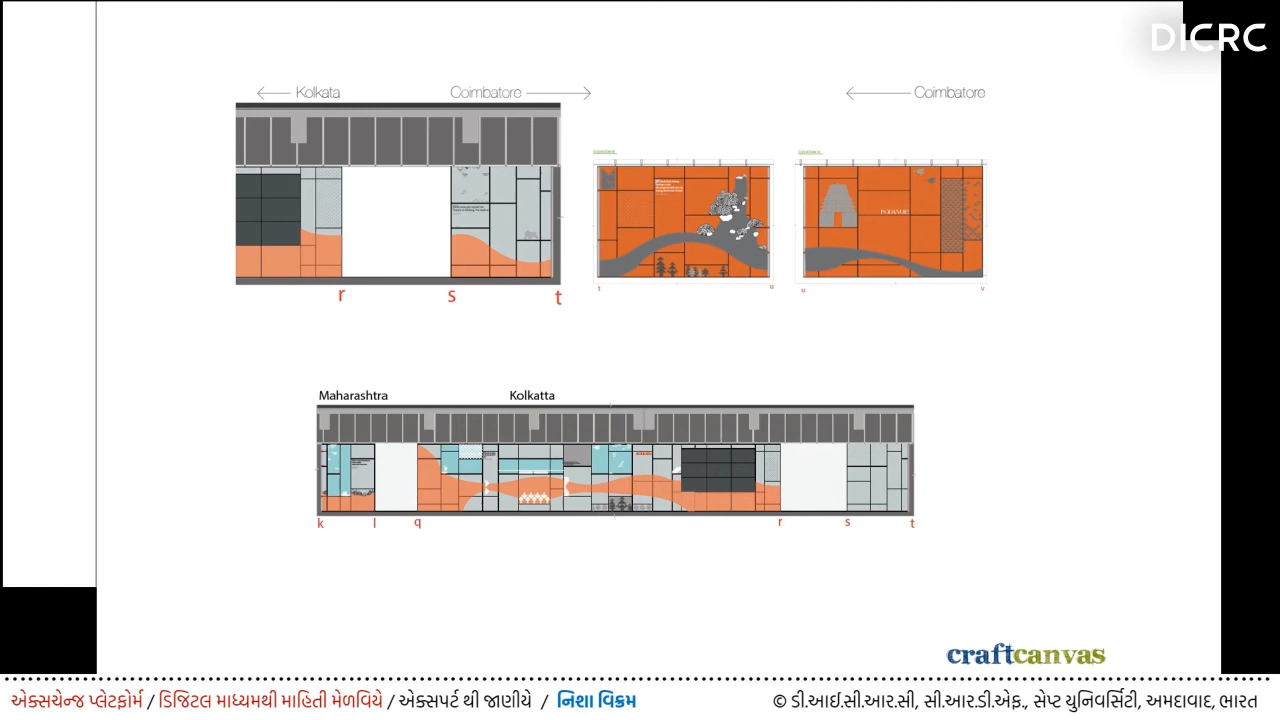 DICRC
Kolkata
Coimbatore
Coimbatore
PODANUR
r
s
t
t
u
u
v
Maharashtra
Kolkatta
k
l
q
r
s
t
craftcanvas
એક્સચેન્જ પ્લેટફોર્મ / ડિજિટલ માધ્યમથી માહિતી મેળવિયે / એક્સપર્ટ થી જાણીયે / નિશા વિક્રમ
© ડી.આઈ.સી.આર.સી, સી.આર.ડી.એફ., સેપ્ટ યુનિવર્સિટી, અમદાવાદ, ભારત